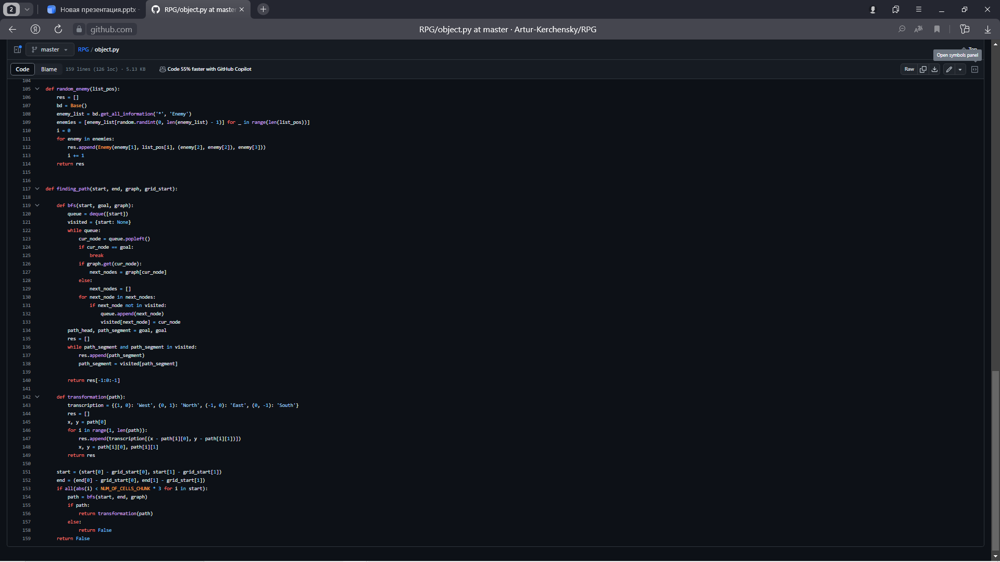 2 Новая презентация.pptx - RPG/object.py at master
github.com RPG/object.py at master · Artur-Kerchensky/RPG
master RPG / object.py Top
Open symbols panel
Code Blame 159 lines (126 loc) · 5.13 KB Code 55% faster with GitHub Copilot Raw
104
105 def random_enemy(list_pos):
106 res = []
107 bd = Base()
108 enemy_list = bd.get_all_information('*', 'Enemy')
109 enemies = [enemy_list[random.randint(0, len(enemy_list) - 1)] for _ in range(len(list_pos))]
110 i = 0
111 for enemy in enemies:
112 res.append(Enemy(enemy[1], list_pos[i], (enemy[2], enemy[2]), enemy[3]))
113 i += 1
114 return res
115
116
117 def finding_path(start, end, graph, grid_start):
118
119 def bfs(start, goal, graph):
120 queue = deque([start])
121 visited = {start: None}
122 while queue:
123 cur_node = queue.popleft()
124 if cur_node == goal:
125 break
126 if graph.get(cur_node):
127 next_nodes = graph[cur_node]
128 else:
129 next_nodes = []
130 for next_node in next_nodes:
131 if next_node not in visited:
132 queue.append(next_node)
133 visited[next_node] = cur_node
134 path_head, path_segment = goal, goal
135 res = []
136 while path_segment and path_segment in visited:
137 res.append(path_segment)
138 path_segment = visited[path_segment]
139
140 return res[-1:0:-1]
141
142 def transformation(path):
143 transcription = {(1, 0): 'West', (0, 1): 'North', (-1, 0): 'East', (0, -1): 'South'}
144 res = []
145 x, y = path[0]
146 for i in range(1, len(path)):
147 res.append(transcription[(x - path[i][0], y - path[i][1])])
148 x, y = path[i][0], path[i][1]
149 return res
150
151 start = (start[0] - grid_start[0], start[1] - grid_start[1])
152 end = (end[0] - grid_start[0], end[1] - grid_start[1])
153 if all(abs(i) < NUM_OF_CELLS_CHUNK * 3 for i in start):
154 path = bfs(start, end, graph)
155 if path:
156 return transformation(path)
157 else:
158 return False
159 return False